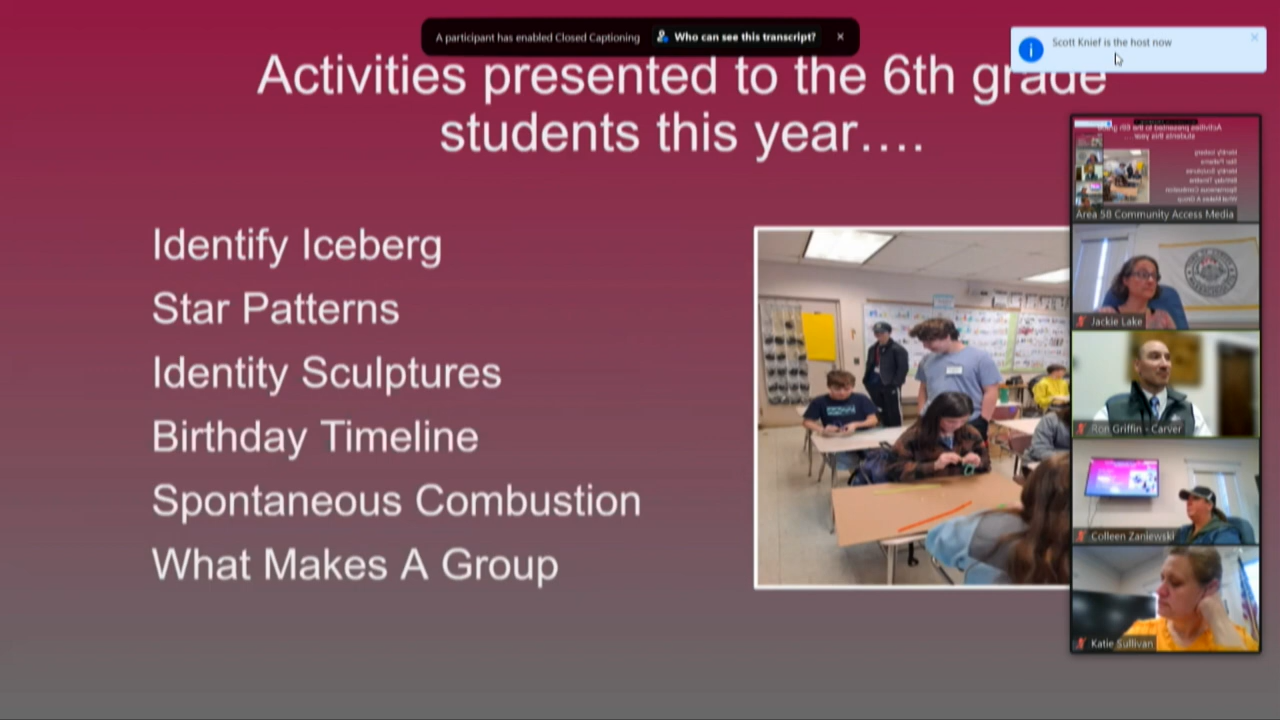 A participant has enabled Closed Captioning Who can see this transcript?
Scott Knief is the host now
Activities presented to the 6th grade
students this year....
Identify Iceberg
Star Patterns
Identity Sculptures
Birthday Timeline
Spontaneous Combustion
What Makes A Group
Area 58 Community Access Media
Jackie Lake
Ron Griffin - Carver
Colleen Zaniewski
Katie Sullivan